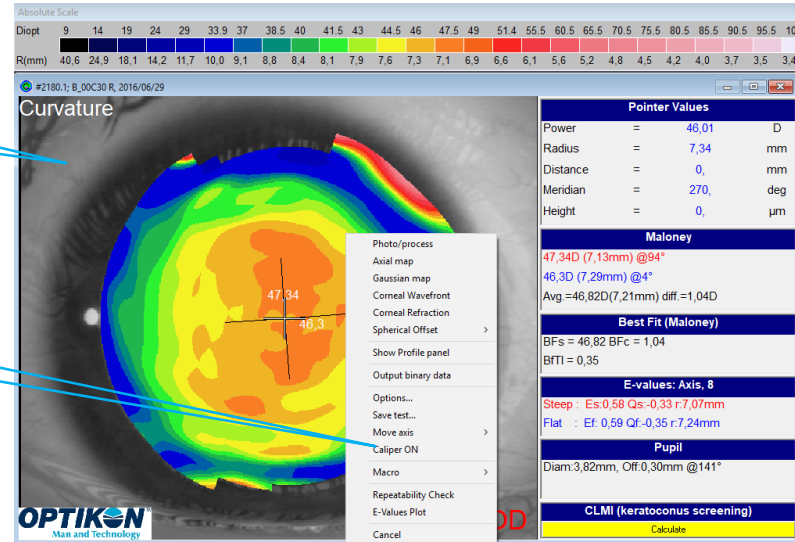 Absolute Scale
Diopt 9 14 19 24 29 33.9 37 38.5 40 41.5 43 44.5 46 47.5 49 51.4 55.5 60.5 65.5 70.5 75.5 80.5 85.5 90.5 95.5 10
R(mm) 40,6 24,9 18,1 14,2 11,7 10,0 9,1 8,8 8,4 8,1 7,9 7,6 7,3 7,1 6,9 6,6 6,1 5,6 5,2 4,8 4,5 4,2 4,0 3,7 3,5 3,4
#2180.1; B_00C30 R, 2016/06/29
Curvature
47,34
46,3
OPTIKON
Man and Technology
OD
Photo/process
Axial map
Gaussian map
Corneal Wavefront
Corneal Refraction
Spherical Offset >
Show Profile panel
Output binary data
Options...
Save test...
Move axis >
Caliper ON
Macro >
Repeatability Check
E-Values Plot
Cancel
Pointer Values
Power = 46,01 D
Radius = 7,34 mm
Distance = 0, mm
Meridian = 270, deg
Height = 0, µm
Maloney
47,34D (7,13mm) @94°
46,3D (7,29mm) @4°
Avg.=46,82D(7,21mm) diff.=1,04D
Best Fit (Maloney)
BFs = 46,82 BFc = 1,04
BfTI = 0,35
E-values: Axis, 8
Steep : Es:0,58 Qs:-0,33 r:7,07mm
Flat : Ef: 0,59 Qf:-0,35 r:7,24mm
Pupil
Diam:3,82mm, Off:0,30mm @141°
CLMI (keratoconus screening)
Calculate